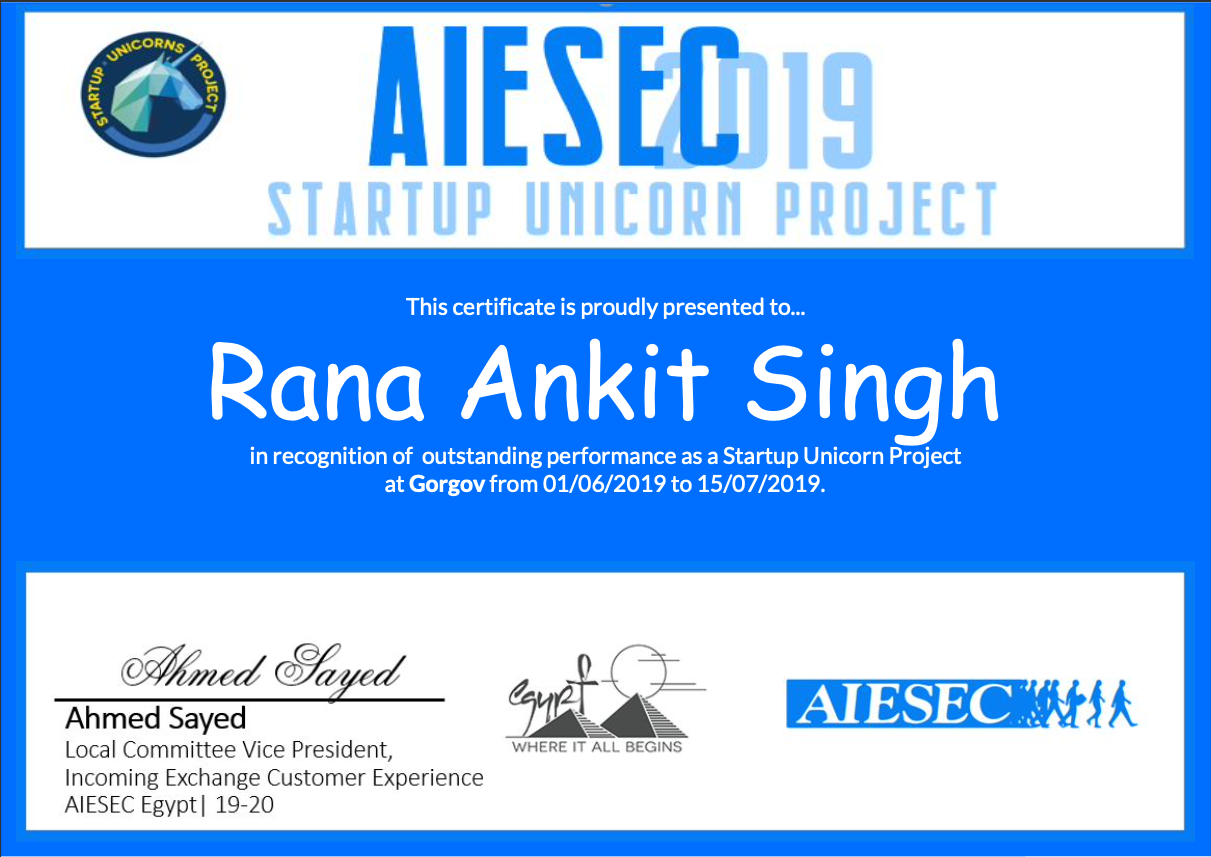 STARTUP UNICORNS PROJECT
AIESEC 2019
STARTUP UNICORN PROJECT
This certificate is proudly presented to...
Rana Ankit Singh
in recognition of  outstanding performance as a Startup Unicorn Project
at Gorgov from 01/06/2019 to 15/07/2019.
Ahmed Sayed
Ahmed Sayed
Local Committee Vice President,
Incoming Exchange Customer Experience
AIESEC Egypt| 19-20
egypt
WHERE IT ALL BEGINS
AIESEC